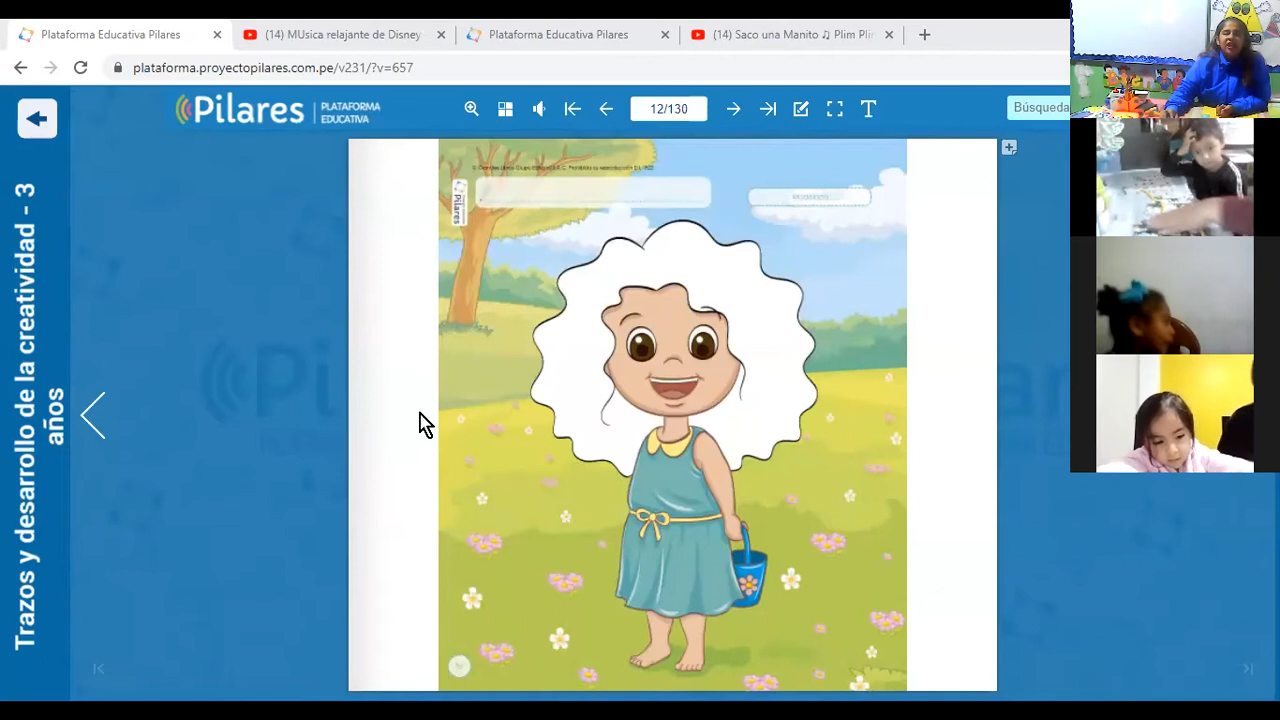 Plataforma Educativa Pilares
(14) MUsica relajante de Disney
Plataforma Educativa Pilares
(14) Saco una Manito ♫ Plim Plin
plataforma.proyectopilares.com.pe/v231/?v=657
Pilares
PLATAFORMA
EDUCATIVA
12/130
T
Búsqueda
Trazos y desarrollo de la creatividad - 3
años
Pilares